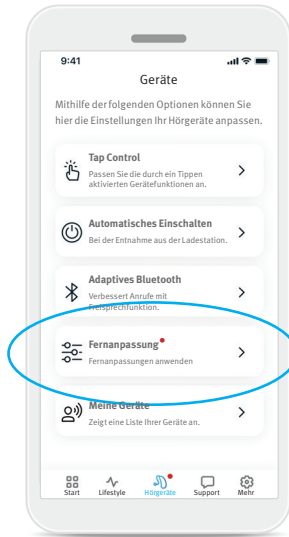 9:41
Geräte
Mithilfe der folgenden Optionen können Sie
hier die Einstellungen Ihr Hörgeräte anpassen.
Tap Control
Passen Sie die durch ein Tippen
aktivierten Gerätefunktionen an.
Automatisches Einschalten
Bei der Entnahme aus der Ladestation.
Adaptives Bluetooth
Verbessert Anrufe mit
Freisprechfunktion.
Fernanpassung
Fernanpassungen anwenden
Meine Geräte
Zeigt eine Liste Ihrer Geräte an.
Start Lifestyle Hörgeräte Support Mehr